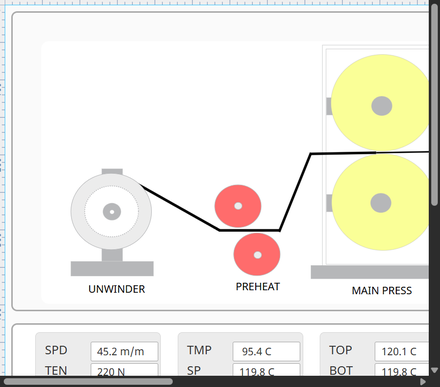 UNWINDER
PREHEAT
MAIN PRESS
SPD 45.2 m/m
TEN 220 N
TMP 95.4 C
SP 119.8 C
TOP 120.1 C
BOT 119.8 C